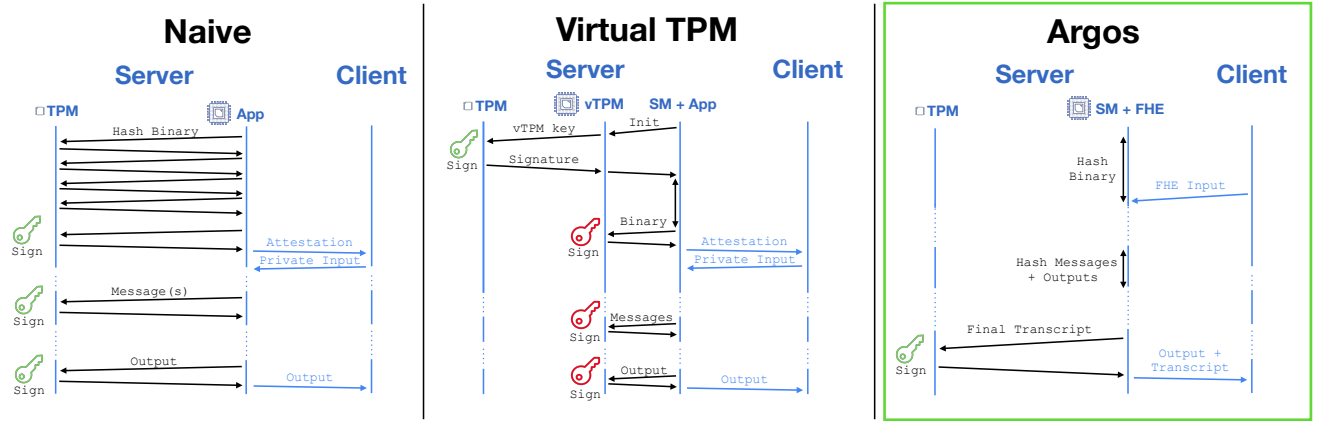 Naive
Server
Client
TPM
App
Hash Binary
Sign
Attestation
Private Input
Message(s)
Sign
Output
Sign
Output
Virtual TPM
Server
Client
TPM
vTPM
SM + App
Init
vTPM key
Sign
Signature
Binary
Sign
Attestation
Private Input
Messages
Sign
Output
Sign
Output
Argos
Server
Client
TPM
SM + FHE
Hash
Binary
FHE Input
Hash Messages
+ Outputs
Final Transcript
Sign
Output +
Transcript